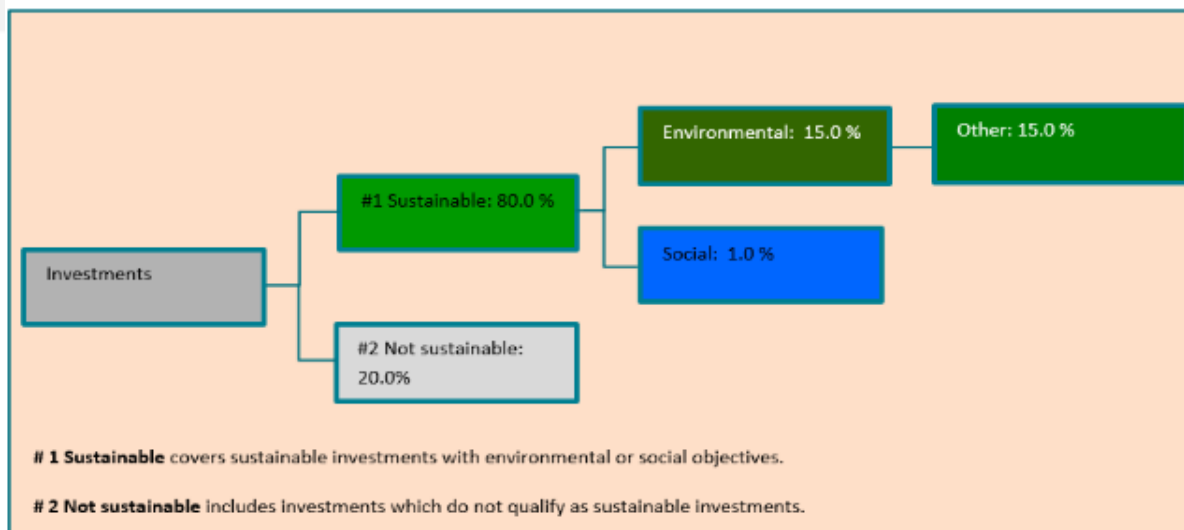 Environmental: 15.0 %
Other: 15.0 %
#1 Sustainable: 80.0 %
Social: 1.0 %
Investments
#2 Not sustainable:
20.0%
# 1 Sustainable covers sustainable investments with environmental or social objectives.
# 2 Not sustainable includes investments which do not qualify as sustainable investments.